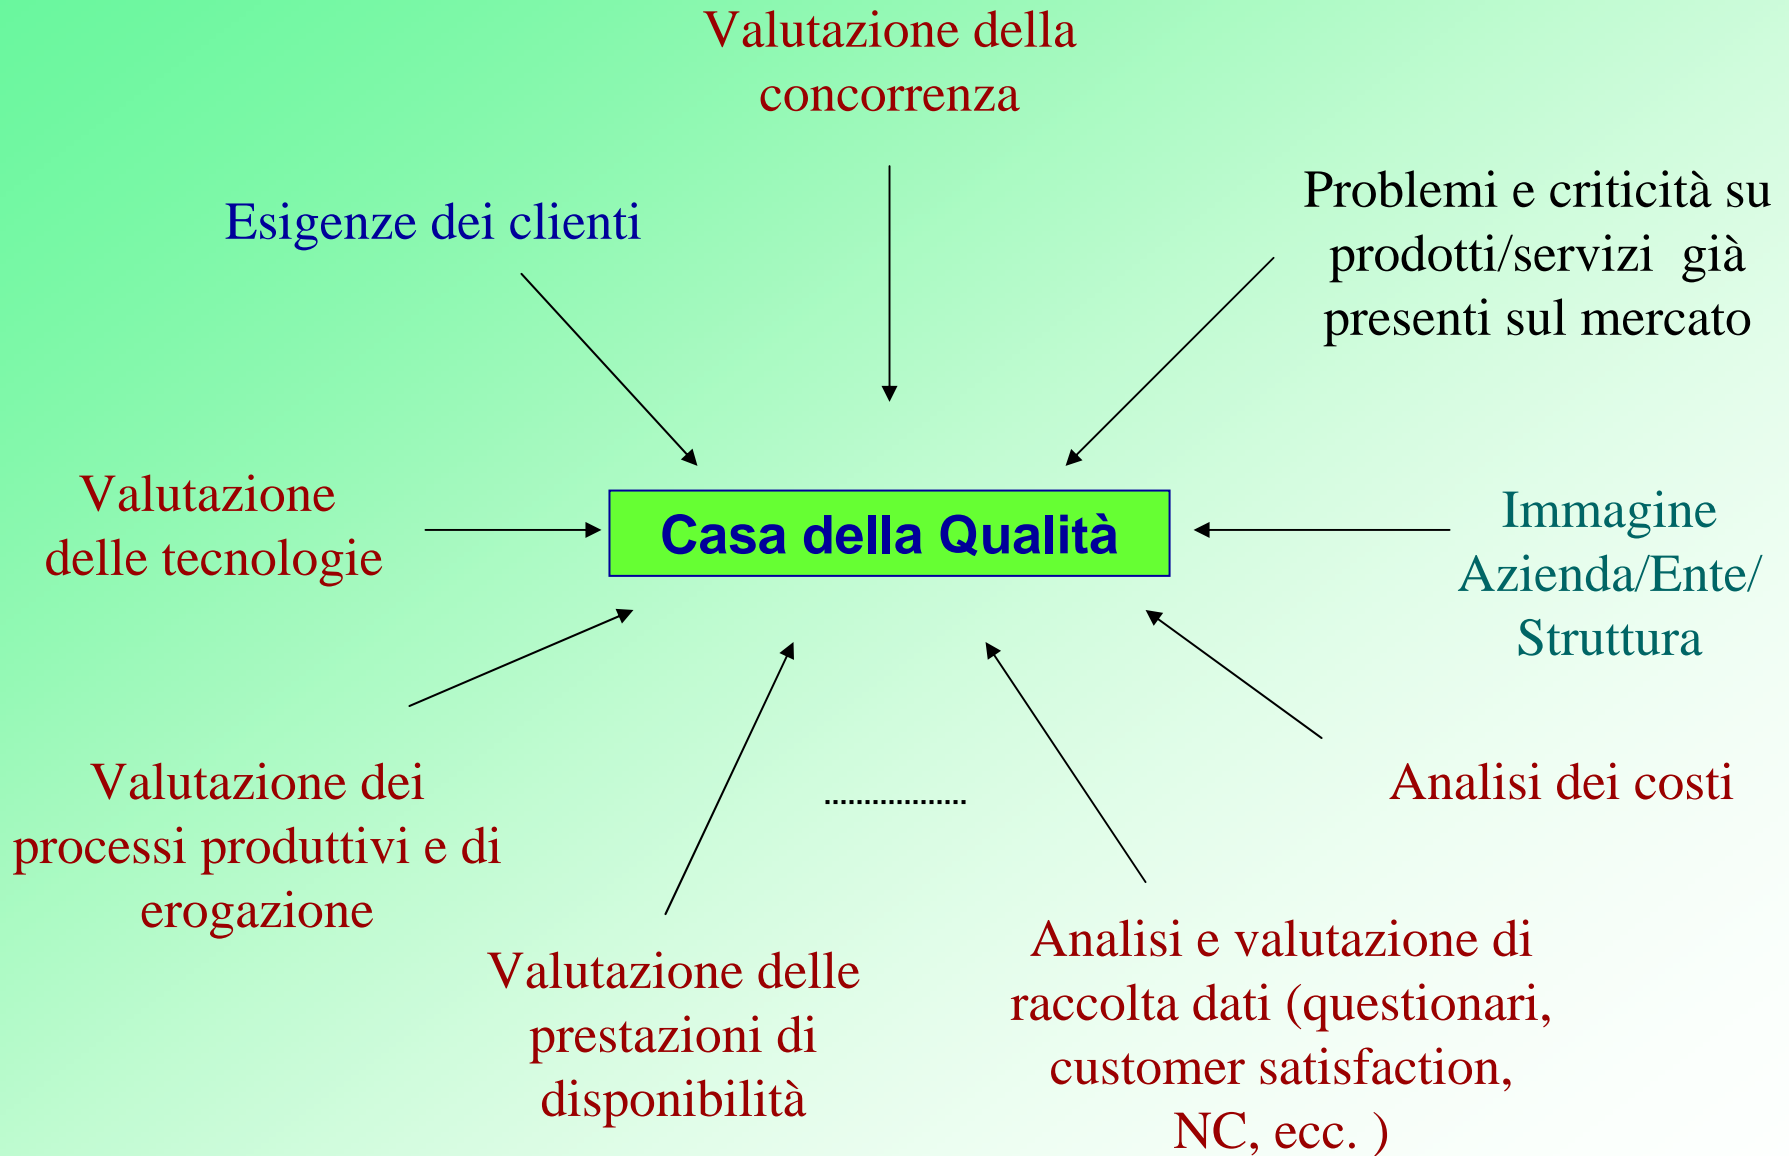 Valutazione della
concorrenza
Esigenze dei clienti
Problemi e criticità su
prodotti/servizi già
presenti sul mercato
Valutazione
delle tecnologie
Casa della Qualità
Immagine
Azienda/Ente/
Struttura
Valutazione dei
processi produttivi e di
erogazione
..................
Analisi dei costi
Valutazione delle
prestazioni di
disponibilità
Analisi e valutazione di
raccolta dati (questionari,
customer satisfaction,
NC, ecc. )